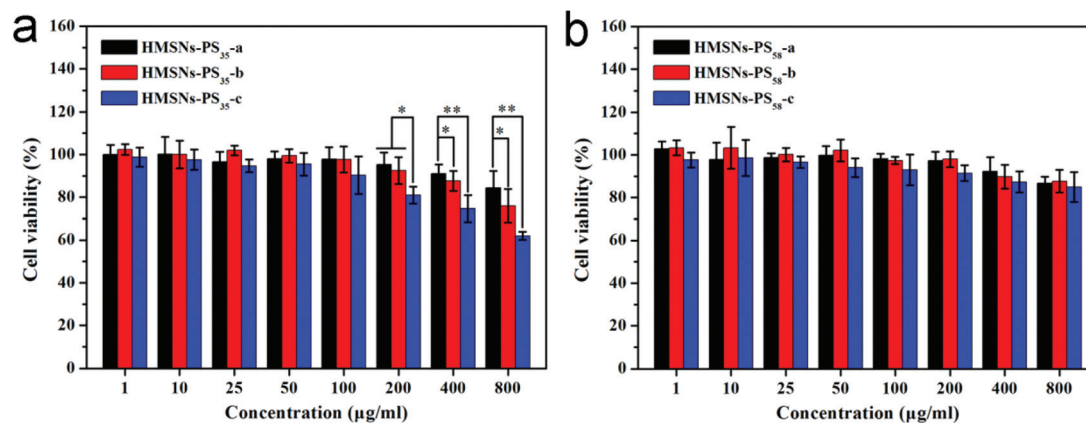 a
HMSNs-PS35-a
HMSNs-PS35-b
HMSNs-PS35-c
* ** **
* *
160
140
120
100
80
60
40
20
0
Cell viability (%)
1 10 25 50 100 200 400 800
Concentration (µg/ml)
b
HMSNs-PS58-a
HMSNs-PS58-b
HMSNs-PS58-c
160
140
120
100
80
60
40
20
0
Cell viability (%)
1 10 25 50 100 200 400 800
Concentration (µg/ml)